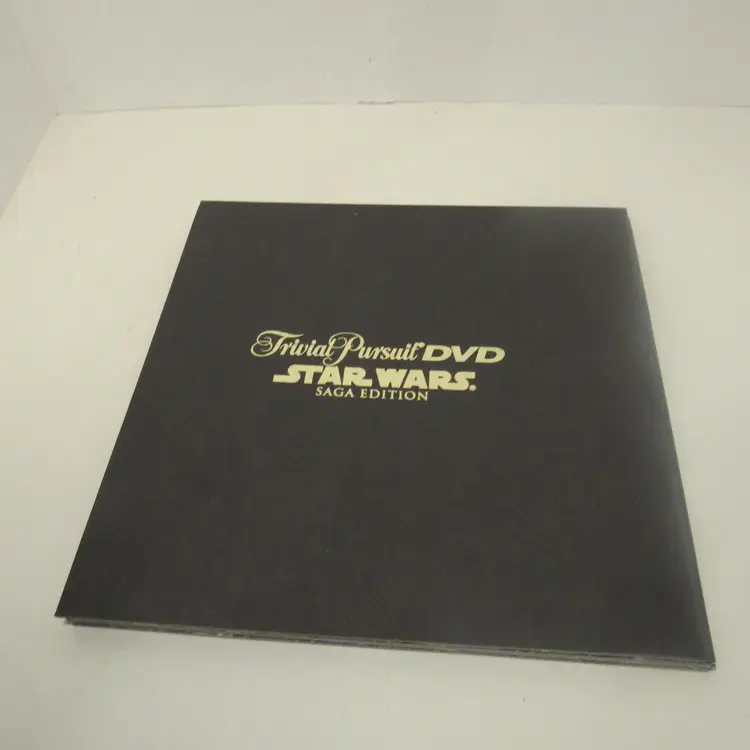 Trivial Pursuit DVD
STAR WARS.
SAGA EDITION